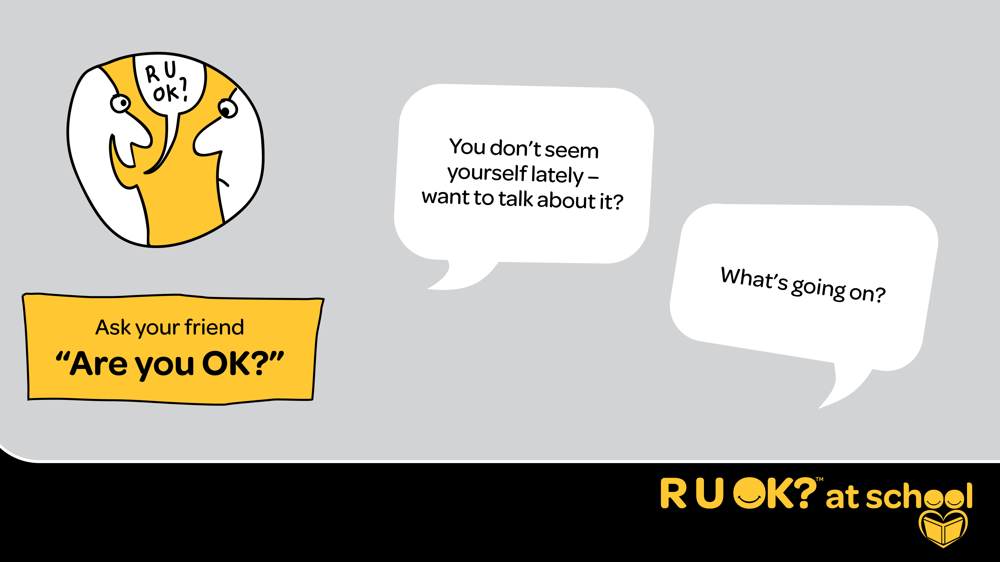 R U
OK?
Ask your friend
“Are you OK?”
You don’t seem
yourself lately –
want to talk about it?
What’s going on?
R U OK?™ at school